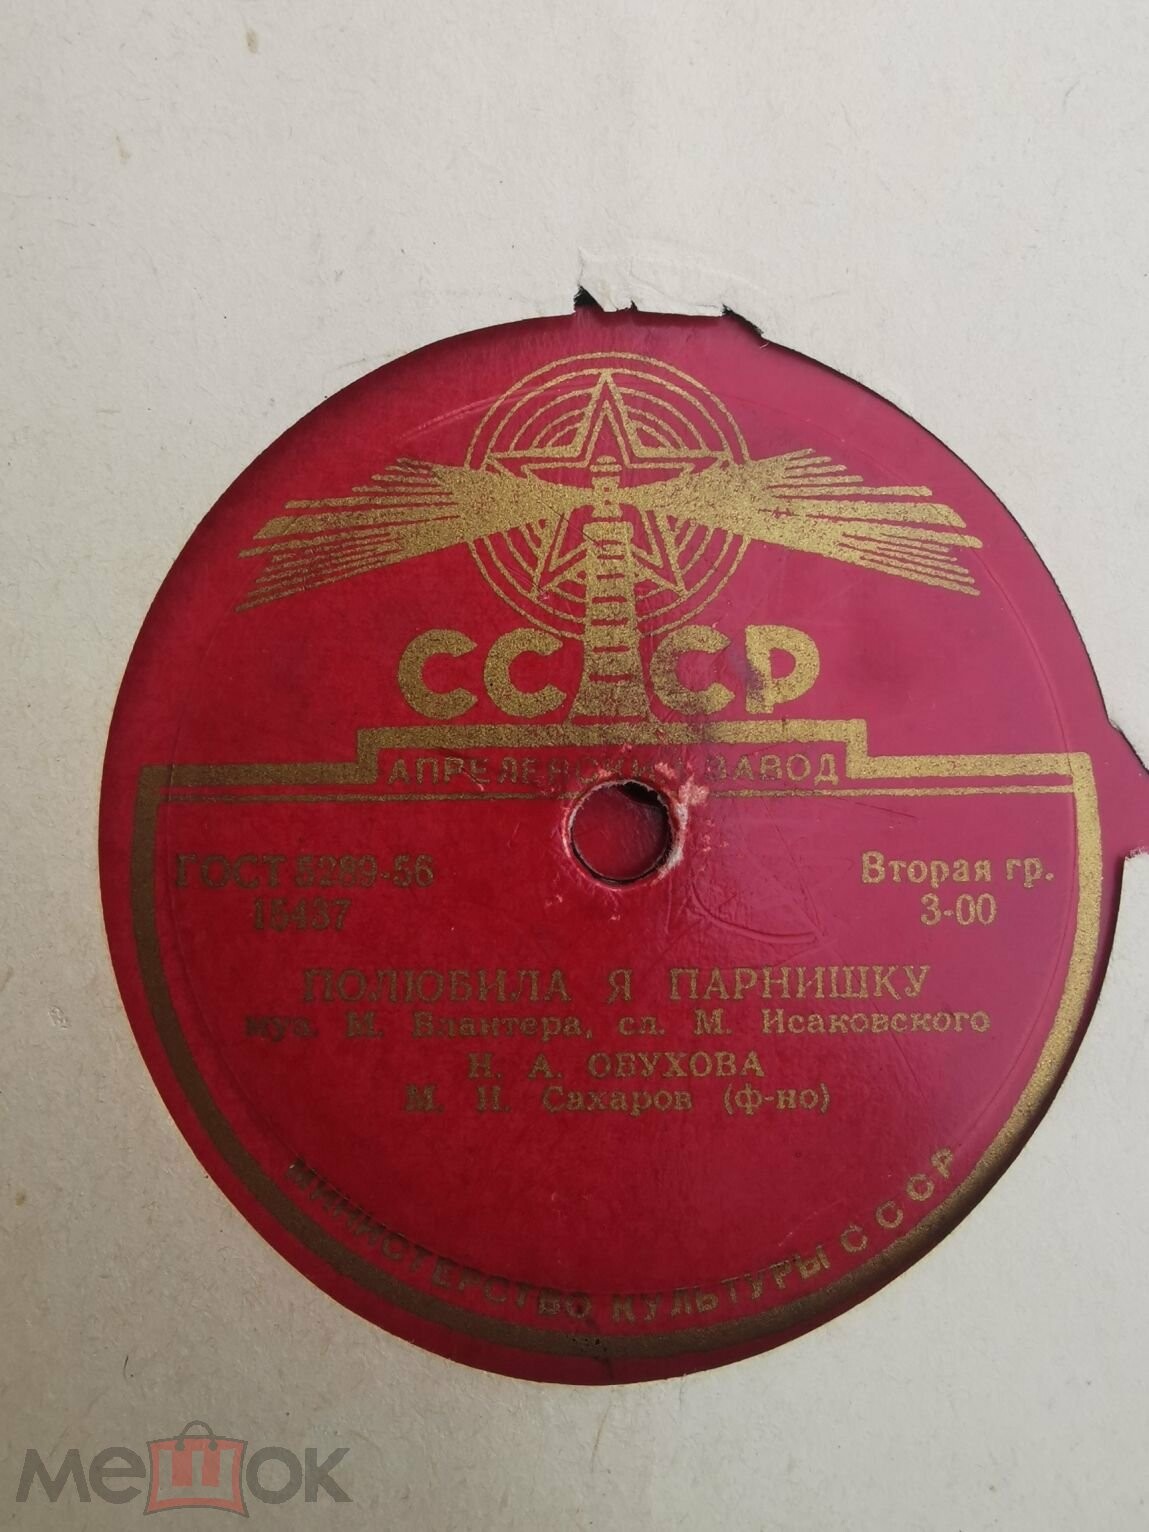 СССР
АПРЕЛЕВСКИЙ ЗАВОД
ГОСТ 5289-56
15437
Вторая гр.
3-00
ПОЛЮБИЛА Я ПАРНИШКУ
муз. М. Блантера, сл. М. Исаковского
Н. А. ОБУХОВА
М. И. Сахаров (ф-но)
МИНИСТЕРСТВО КУЛЬТУРЫ СССР
мешок